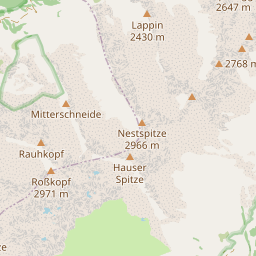 2647 m
Lappin
2430 m
2768 m
Mitterschneide
Nestspitze
2966 m
Rauhkopf
Hauser
Spitze
Roßkopf
2971 m